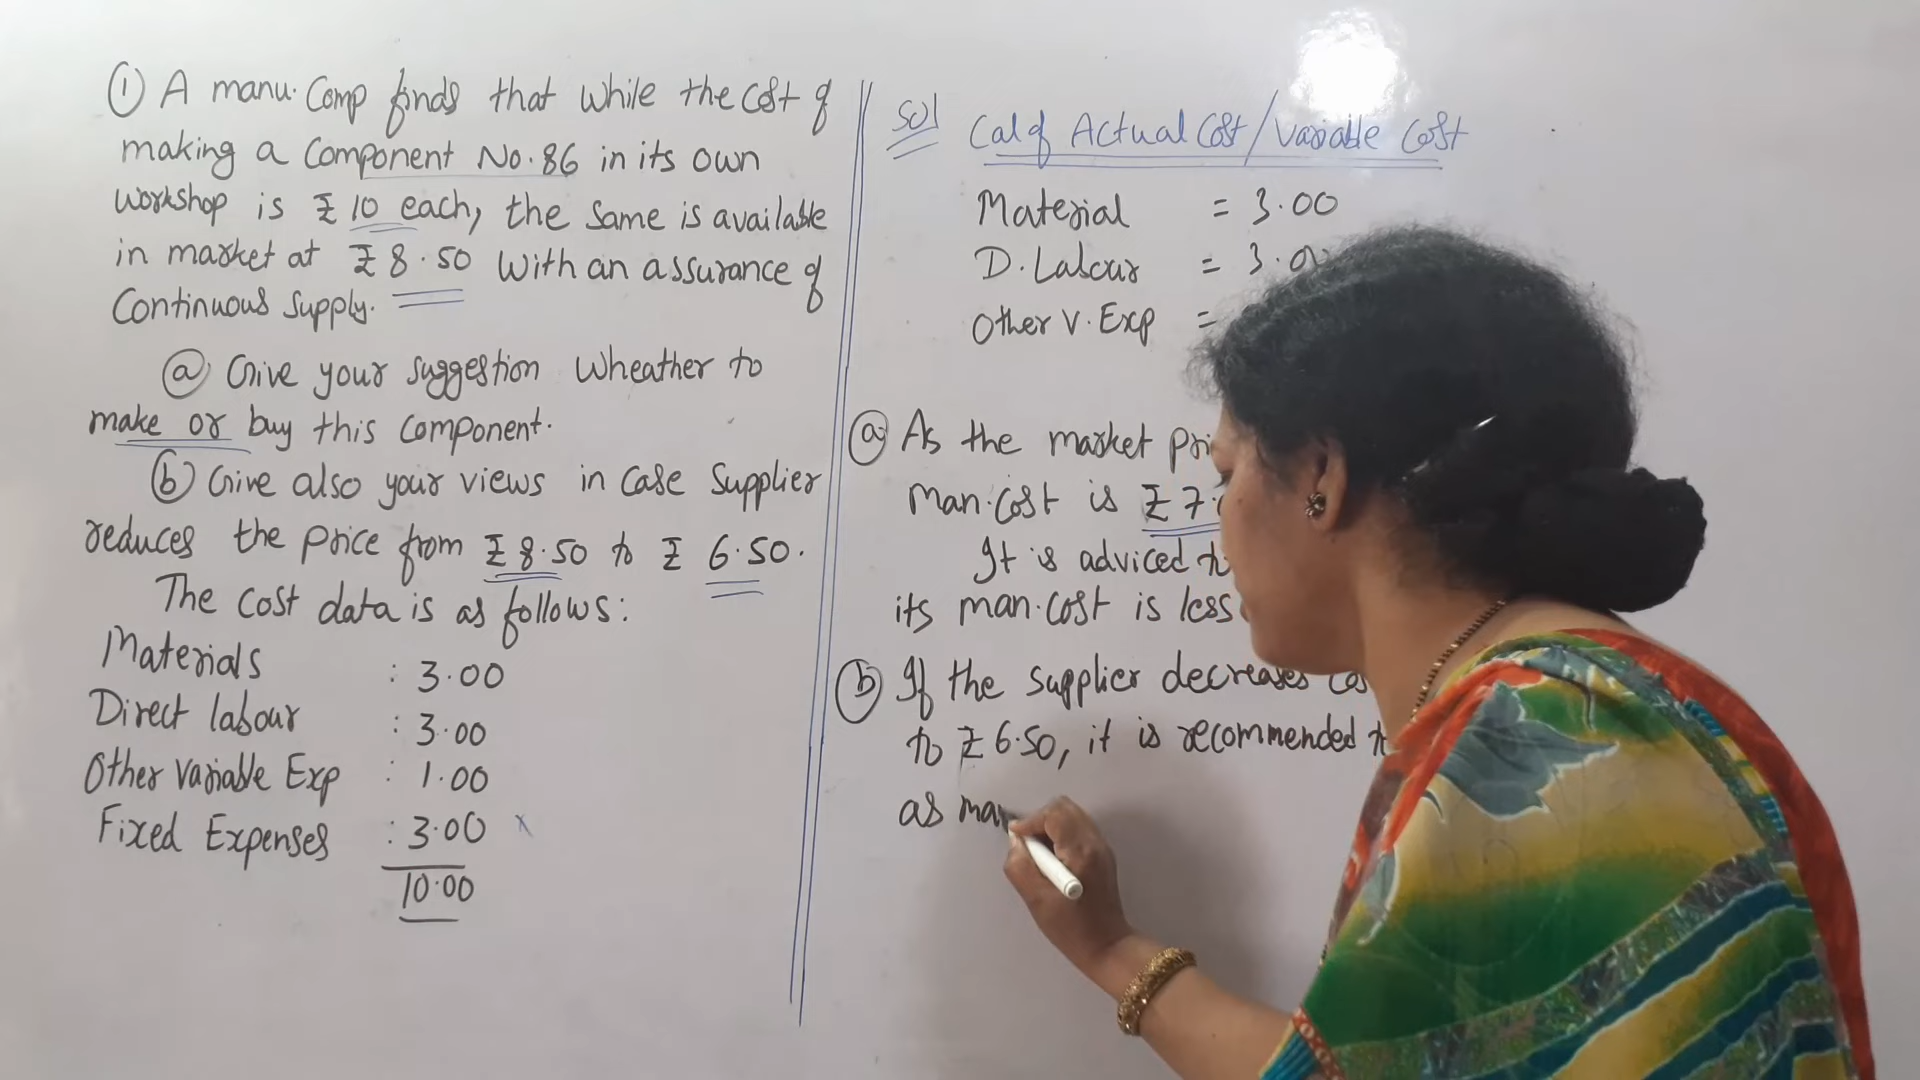 ① A manu. Comp finds that while the cost of
making a Component No. 86 in its own
workshop is ₹ 10 each, the same is available
in market at ₹ 8.50 with an assurance of
Continuous supply.
ⓐ Give your suggestion wheather to
make or buy this component.
ⓑ Give also your views in case supplier
reduces the price from ₹ 8.50 to ₹ 6.50.
The cost data is as follows:
Materials : 3.00
Direct labour : 3.00
Other Variable Exp : 1.00
Fixed Expenses : 3.00 x
10.00
Sol Cal of Actual Cost/Variable Cost
Material = 3.00
D. Labour = 3.00
Other V. Exp =
ⓐ As the market
man. cost is ₹ 7.
It is adviced
its man. cost is less
ⓑ If the supplier decreases
to ₹ 6.50, it is recommended
as